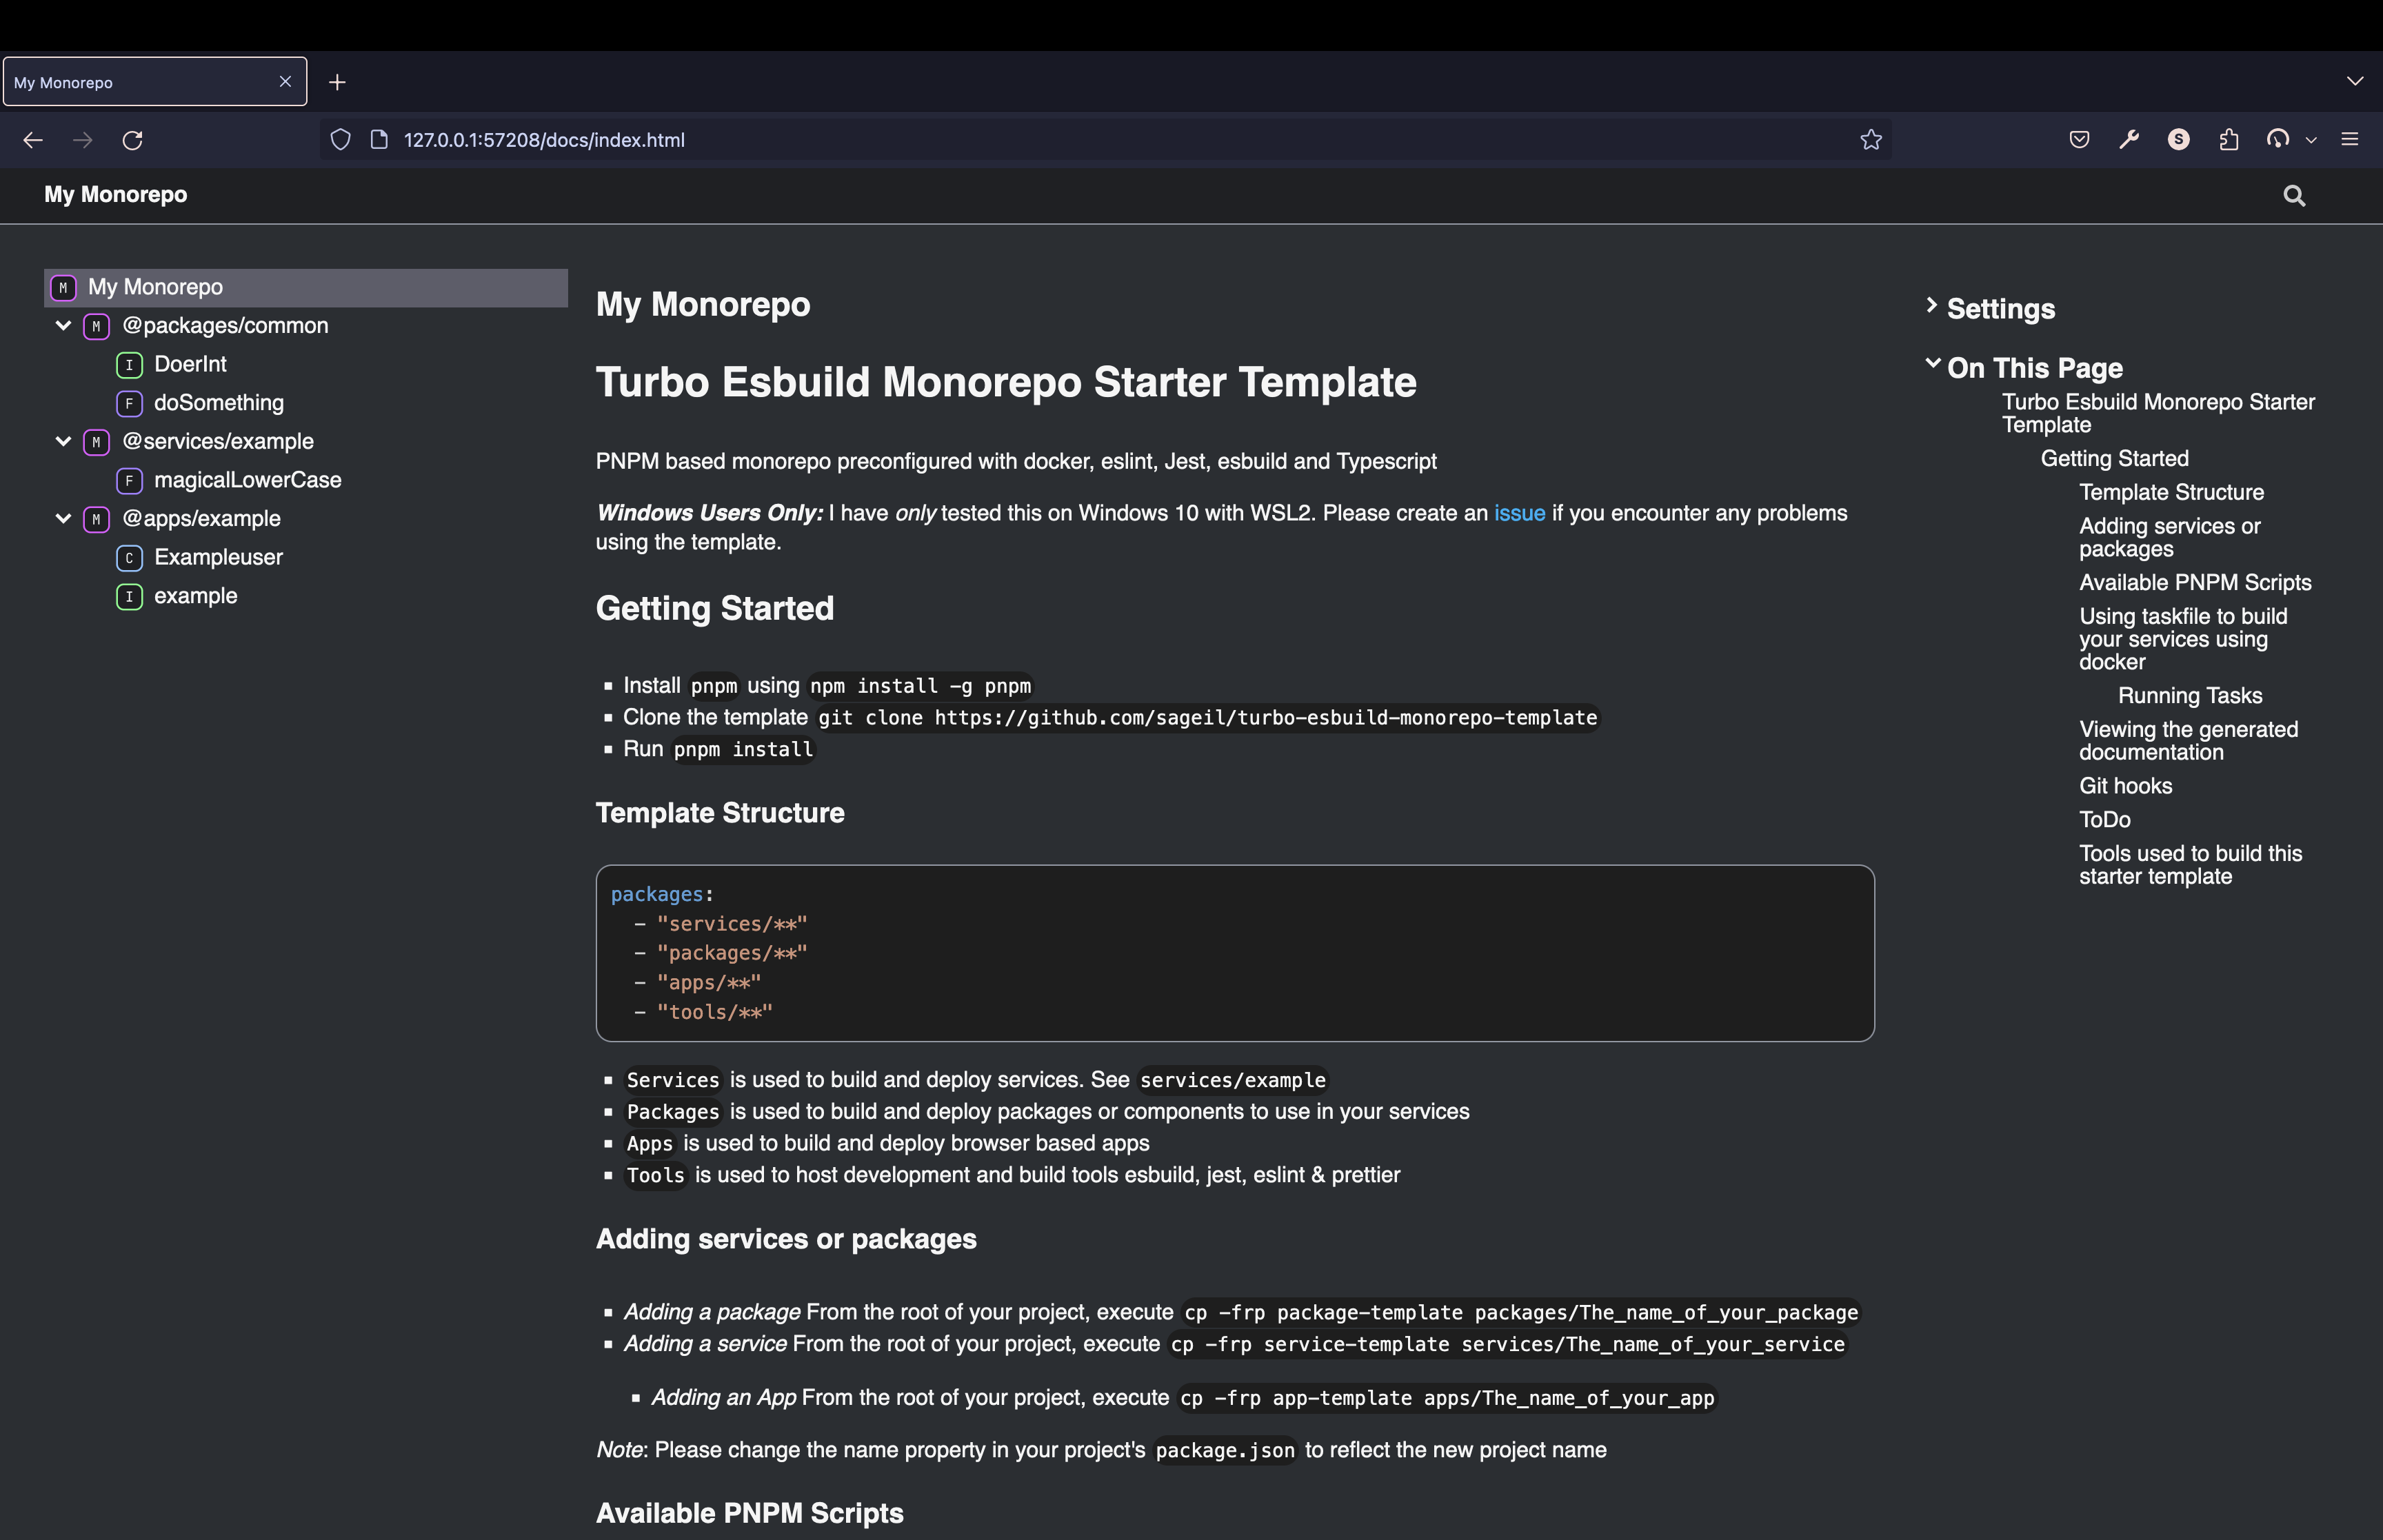 My Monorepo
127.0.0.1:57208/docs/index.html
S
My Monorepo
M My Monorepo
M @packages/common
I DoerInt
F doSomething
M @services/example
F magicalLowerCase
M @apps/example
C Exampleuser
I example
My Monorepo
Turbo Esbuild Monorepo Starter Template
PNPM based monorepo preconfigured with docker, eslint, Jest, esbuild and Typescript
Windows Users Only: I have only tested this on Windows 10 with WSL2. Please create an issue if you encounter any problems
using the template.
Getting Started
Install pnpm using npm install -g pnpm
Clone the template git clone https://github.com/sageil/turbo-esbuild-monorepo-template
Run pnpm install
Template Structure
packages:
- "services/**"
- "packages/**"
- "apps/**"
- "tools/**"
Services is used to build and deploy services. See services/example
Packages is used to build and deploy packages or components to use in your services
Apps is used to build and deploy browser based apps
Tools is used to host development and build tools esbuild, jest, eslint & prettier
Adding services or packages
Adding a package From the root of your project, execute cp -frp package-template packages/The_name_of_your_package
Adding a service From the root of your project, execute cp -frp service-template services/The_name_of_your_service
Adding an App From the root of your project, execute cp -frp app-template apps/The_name_of_your_app
Note: Please change the name property in your project's package.json to reflect the new project name
Available PNPM Scripts
Settings
On This Page
Turbo Esbuild Monorepo Starter
Template
Getting Started
Template Structure
Adding services or
packages
Available PNPM Scripts
Using taskfile to build
your services using
docker
Running Tasks
Viewing the generated
documentation
Git hooks
ToDo
Tools used to build this
starter template